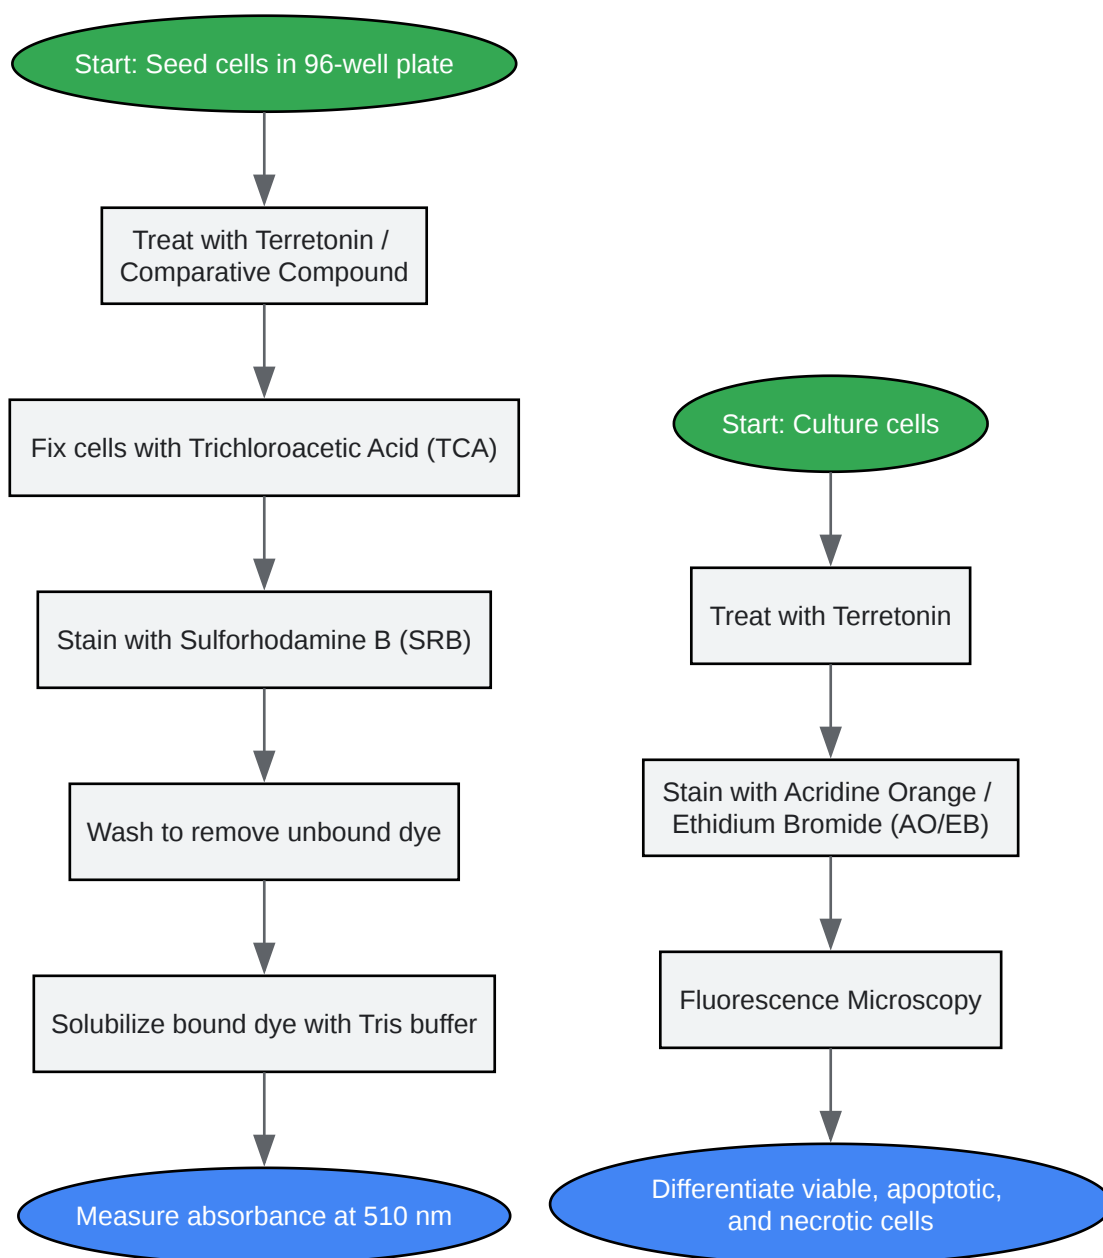 Start: Seed cells in 96-well plate
Treat with Terretonin /
Comparative Compound
Fix cells with Trichloroacetic Acid (TCA)
Stain with Sulforhodamine B (SRB)
Wash to remove unbound dye
Solubilize bound dye with Tris buffer
Measure absorbance at 510 nm
Start: Culture cells
Treat with Terretonin
Stain with Acridine Orange /
Ethidium Bromide (AO/EB)
Fluorescence Microscopy
Differentiate viable, apoptotic,
and necrotic cells